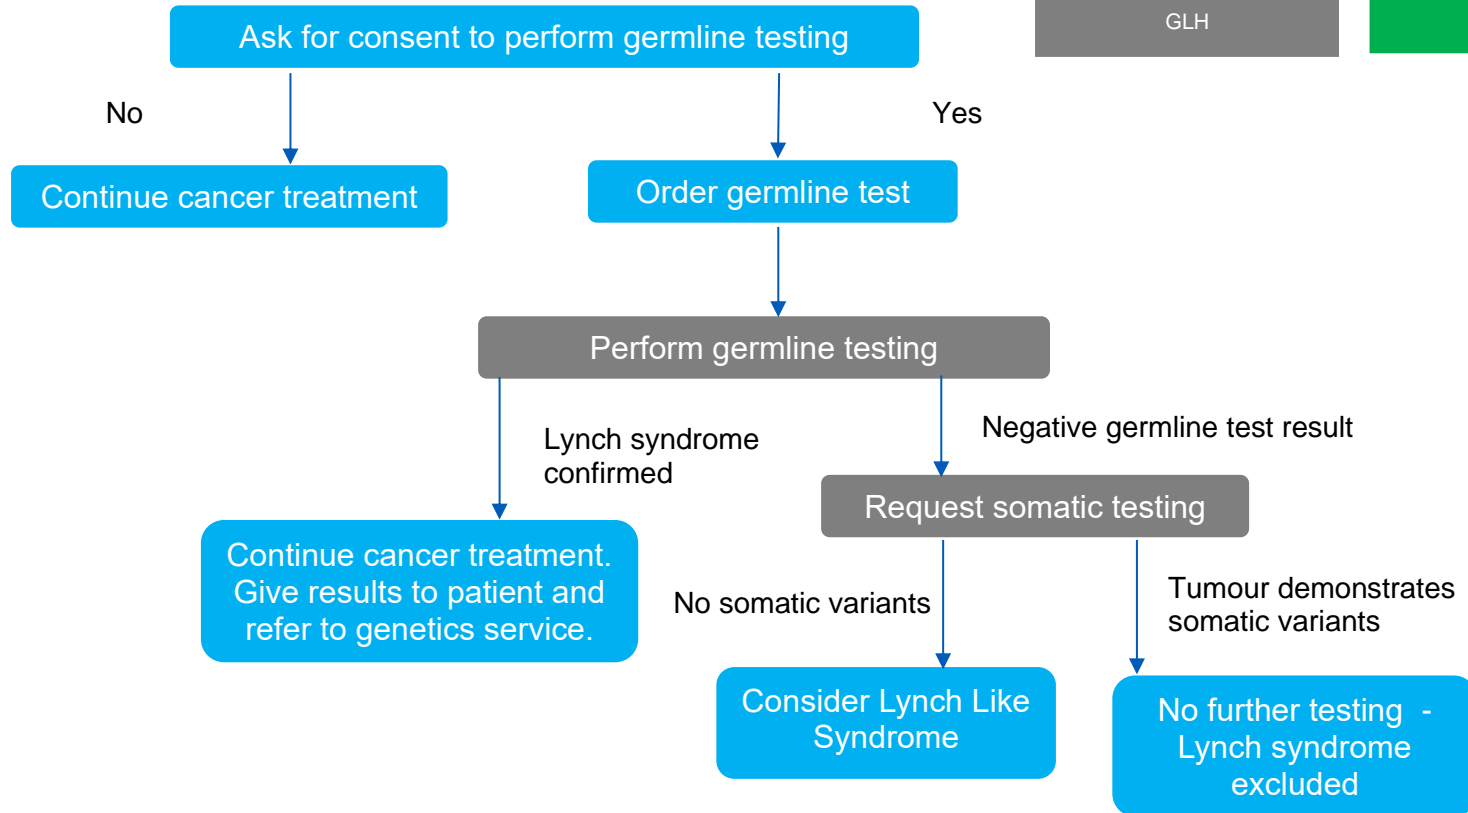 GLH
Ask for consent to perform germline testing
No
Yes
Continue cancer treatment
Order germline test
Perform germline testing
Lynch syndrome
confirmed
Negative germline test result
Request somatic testing
Continue cancer treatment.
Give results to patient and
refer to genetics service.
No somatic variants
Tumour demonstrates
somatic variants
Consider Lynch Like
Syndrome
No further testing -
Lynch syndrome
excluded